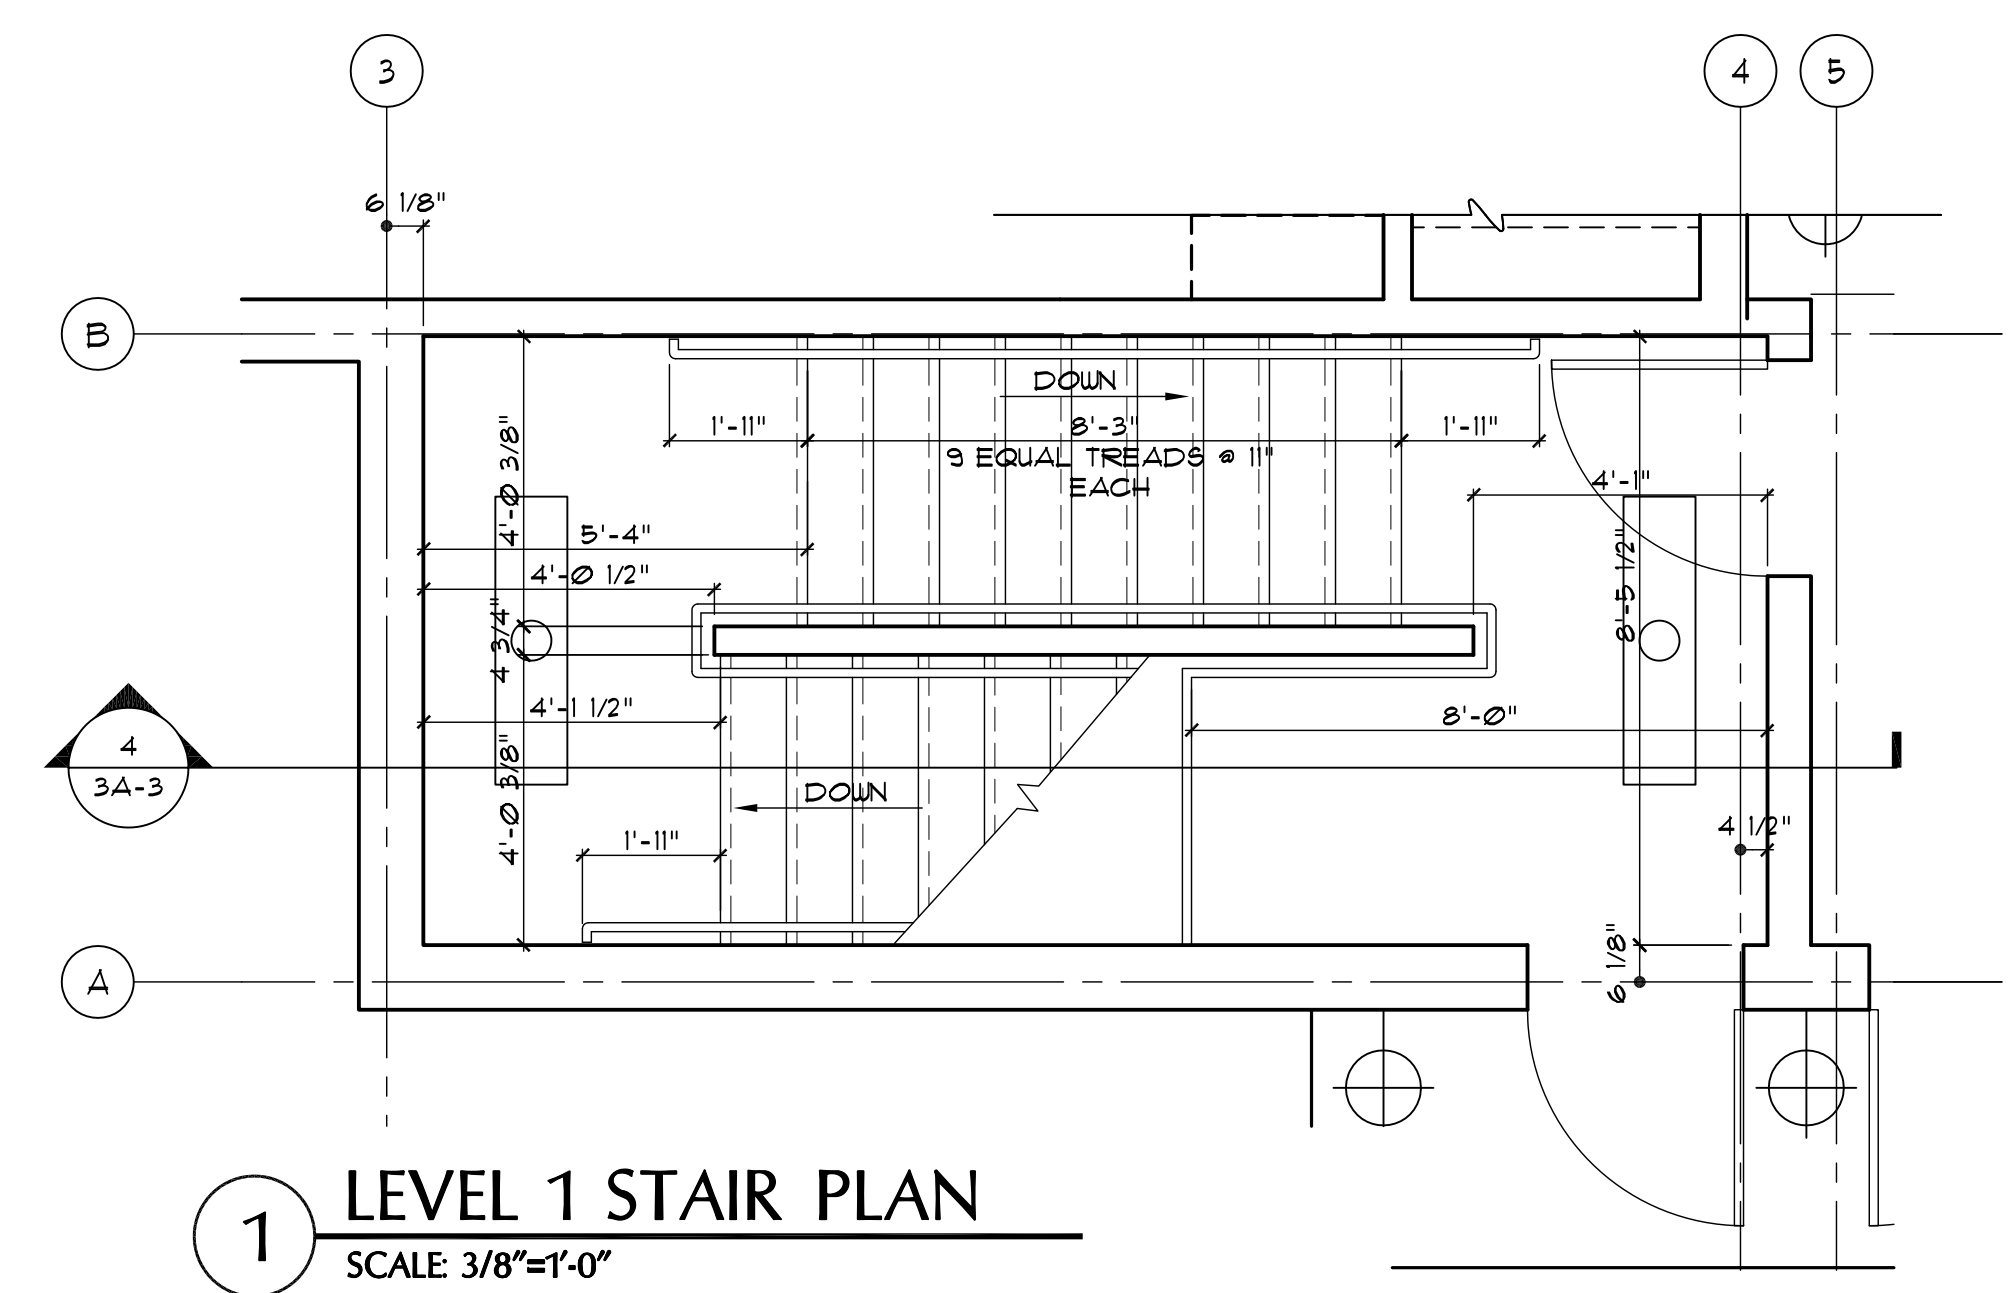 3
4
5
6 1/8"
B
DOWN
1'-11"
8'-3"
1'-11"
9 EQUAL TREADS @ 11"
EACH
4'-0 3/8"
4'-1"
5'-4"
4'-0 1/2"
8'-5 1/2"
4 3/4"
4'-1 1/2"
8'-0"
4
3A-3
DOWN
4'-0 3/8"
1'-11"
4 1/2"
6 1/8"
A
1
LEVEL 1 STAIR PLAN
SCALE: 3/8"=1'-0"